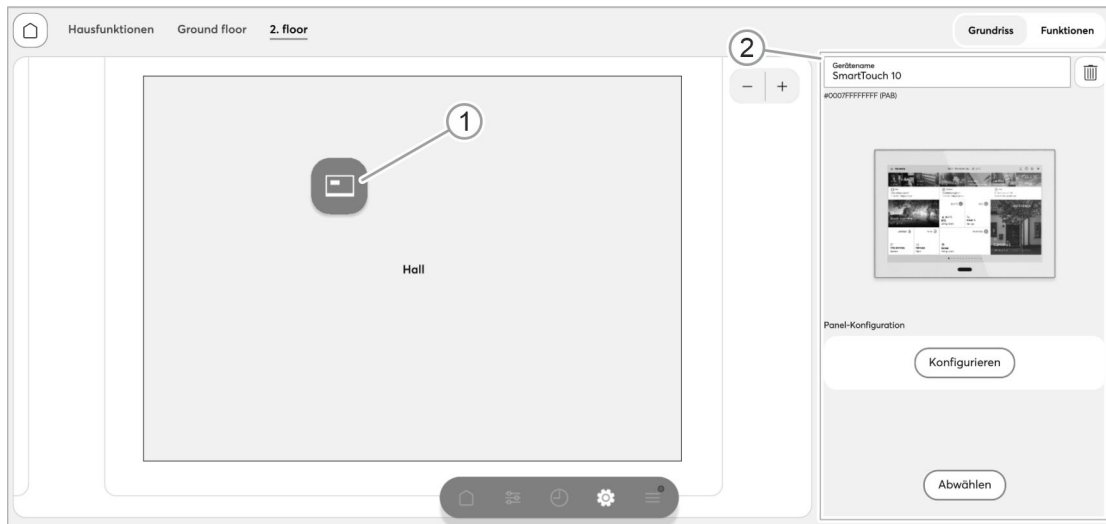 Hausfunktionen Ground floor 2. floor
Grundriss Funktionen
2
Gerätename
SmartTouch 10
#0007FFFFFFFF (PAB)
1
Hall
Panel-Konfiguration
Konfigurieren
Abwählen